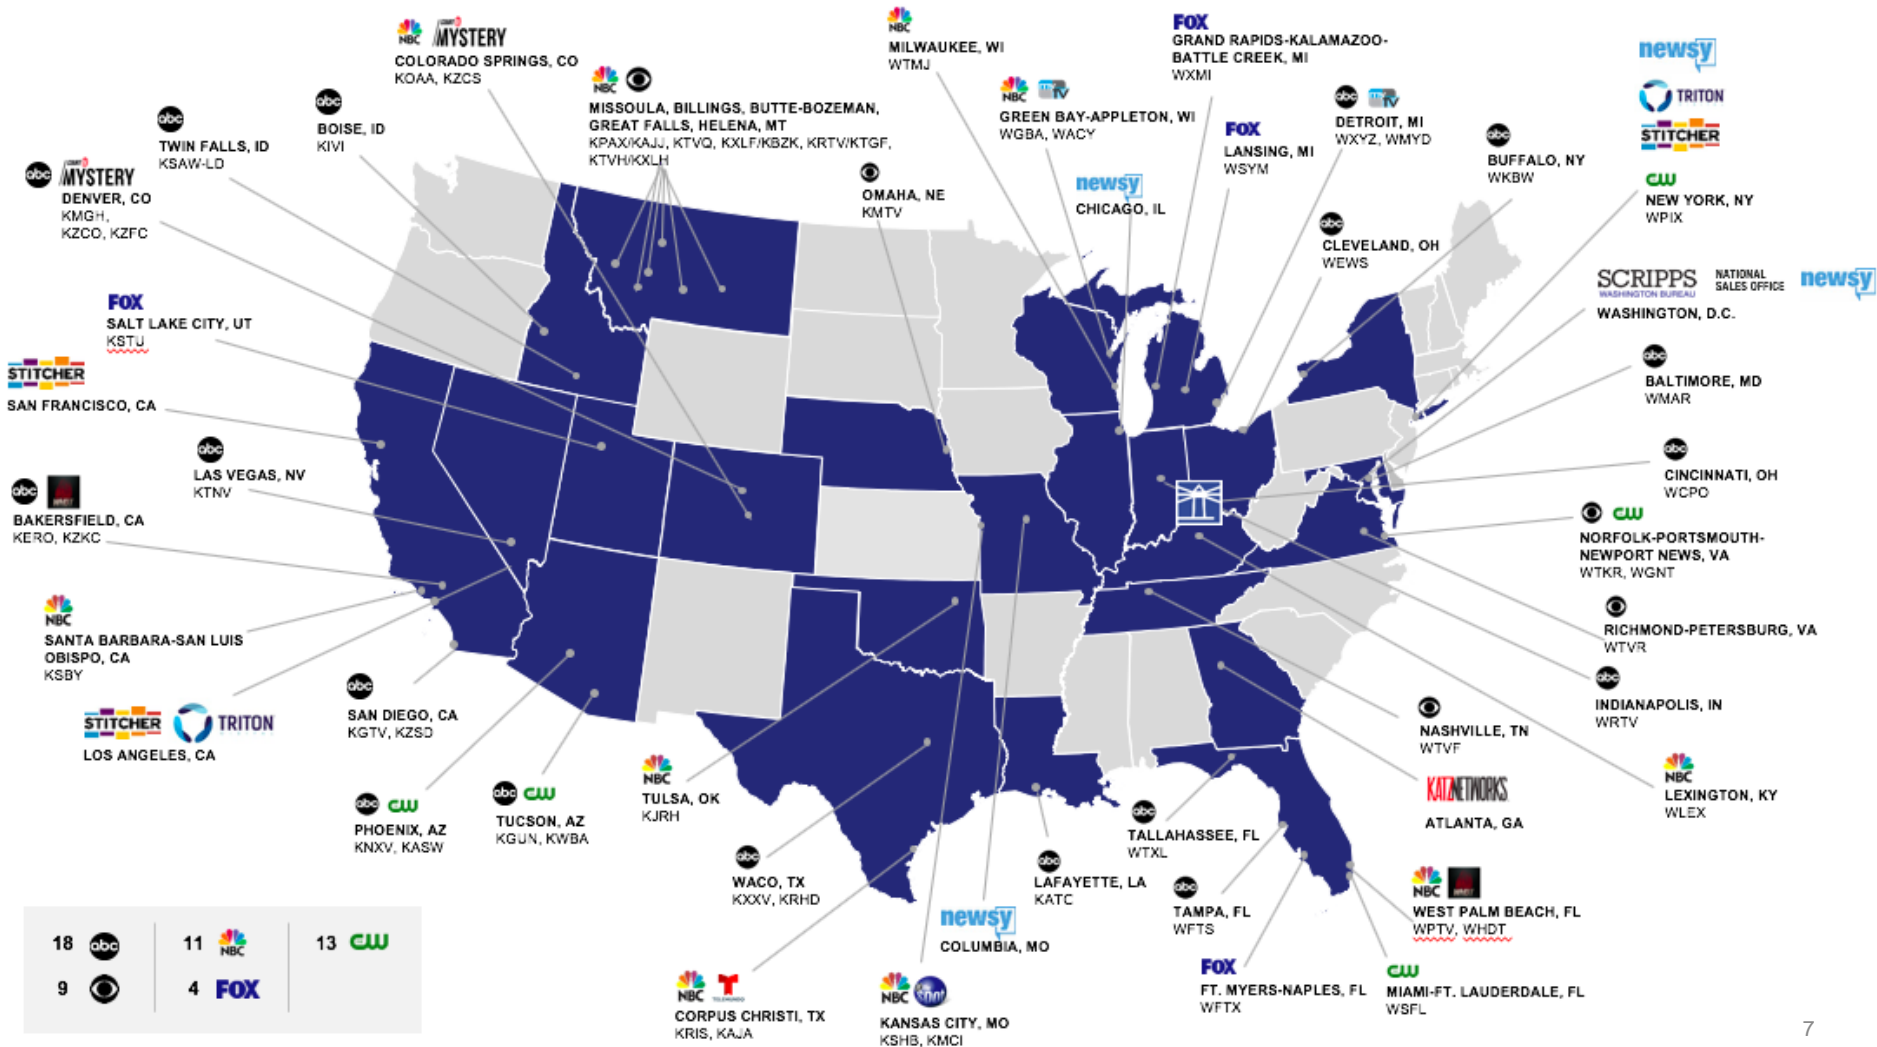 NBC COURT MYSTERY
COLORADO SPRINGS, CO
KOAA, KZCS
NBC
MILWAUKEE, WI
WTMJ
FOX
GRAND RAPIDS-KALAMAZOO-
BATTLE CREEK, MI
WXMI
newsy
TRITON
STITCHER
CW
NEW YORK, NY
WPIX
abc
TWIN FALLS, ID
KSAW-LD
abc
BOISE, ID
KIVI
NBC
MISSOULA, BILLINGS, BUTTE-BOZEMAN,
GREAT FALLS, HELENA, MT
KPAX/KAJJ, KTVQ, KXLF/KBZK, KRTV/KTGF,
KTVH/KXLH
NBC my TV
GREEN BAY-APPLETON, WI
WGBA, WACY
abc my TV
DETROIT, MI
WXYZ, WMYD
FOX
LANSING, MI
WSYM
abc
BUFFALO, NY
WKBW
abc COURT MYSTERY
DENVER, CO
KMGH,
KZCO, KZFC
OMAHA, NE
KMTV
newsy
CHICAGO, IL
abc
CLEVELAND, OH
WEWS
SCRIPPS
WASHINGTON BUREAU
NATIONAL
SALES OFFICE
newsy
WASHINGTON, D.C.
FOX
SALT LAKE CITY, UT
KSTU
STITCHER
SAN FRANCISCO, CA
abc
BALTIMORE, MD
WMAR
abc
LAS VEGAS, NV
KTNV
abc
CINCINNATI, OH
WCPO
abc
BAKERSFIELD, CA
KERO, KZKC
CW
NORFOLK-PORTSMOUTH-
NEWPORT NEWS, VA
WTKR, WGNT
NBC
SANTA BARBARA-SAN LUIS
OBISPO, CA
KSBY
RICHMOND-PETERSBURG, VA
WTVR
STITCHER TRITON
LOS ANGELES, CA
abc
SAN DIEGO, CA
KGTV, KZSD
abc
INDIANAPOLIS, IN
WRTV
NASHVILLE, TN
WTVF
abc CW
PHOENIX, AZ
KNXV, KASW
abc CW
TUCSON, AZ
KGUN, KWBA
NBC
TULSA, OK
KJRH
KATZ NETWORKS
ATLANTA, GA
NBC
LEXINGTON, KY
WLEX
abc
WACO, TX
KXXV, KRHD
abc
LAFAYETTE, LA
KATC
abc
TALLAHASSEE, FL
WTXL
abc
TAMPA, FL
WFTS
NBC
WEST PALM BEACH, FL
WPTV, WHDT
newsy
COLUMBIA, MO
NBC TELEMUNDO
CORPUS CHRISTI, TX
KRIS, KAJA
NBC spot
KANSAS CITY, MO
KSHB, KMCI
FOX
FT. MYERS-NAPLES, FL
WFTX
CW
MIAMI-FT. LAUDERDALE, FL
WSFL
18 abc
11 NBC
13 CW
9
4 FOX
7